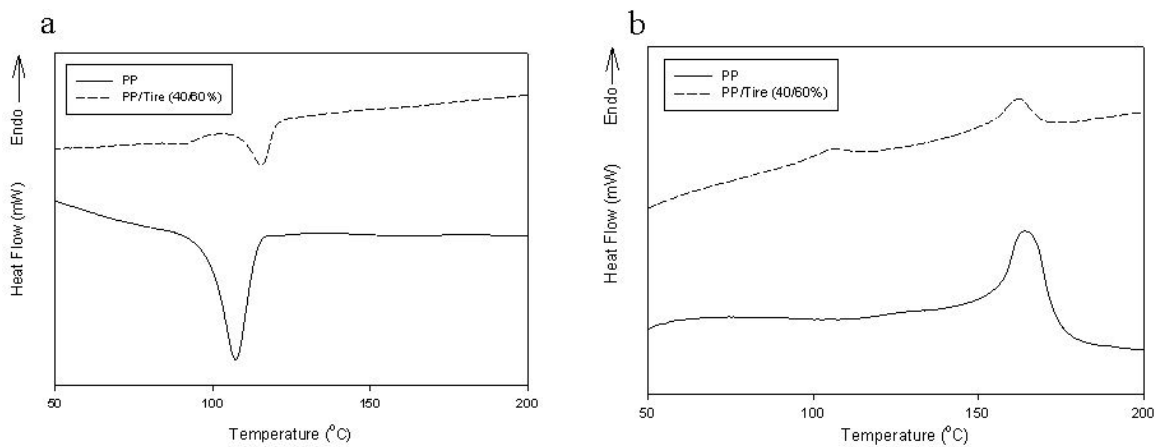 a
Endo
Heat Flow (mW)
PP
PP/Tire (40/60%)
50
100
150
200
Temperature (°C)
b
Endo
Heat Flow (mW)
PP
PP/Tire (40/60%)
50
100
150
200
Temperature (°C)